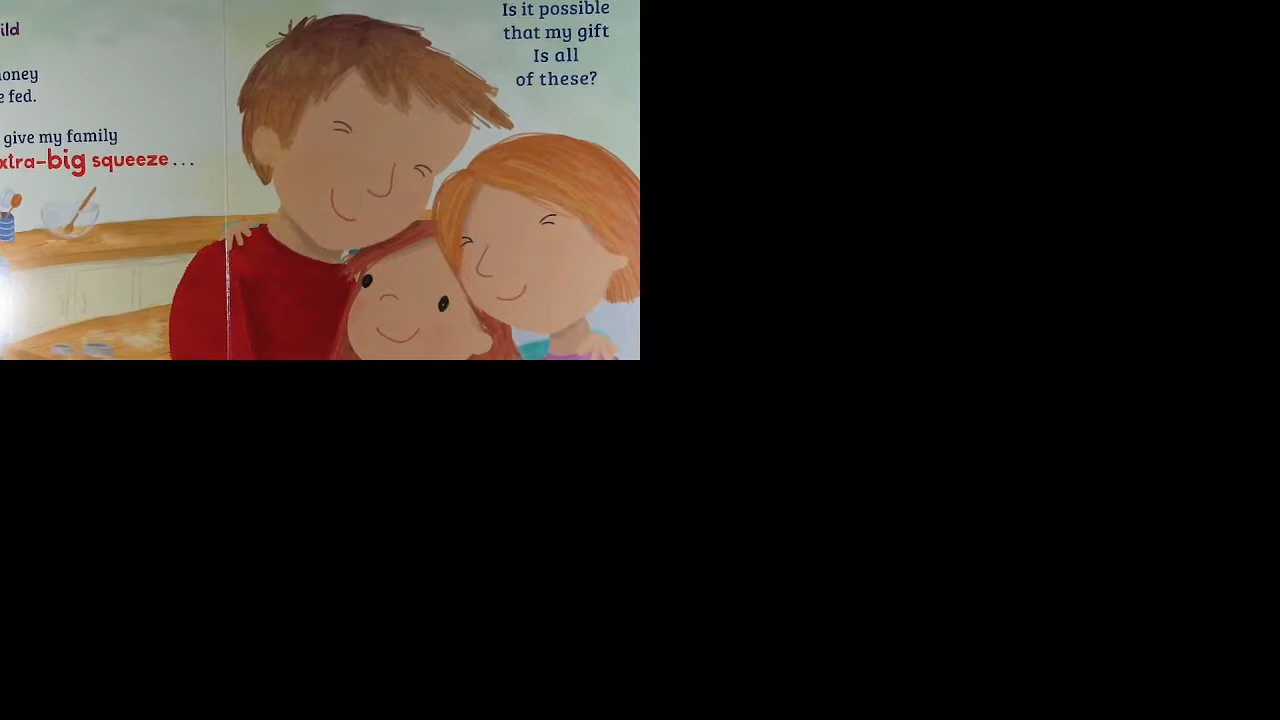 ild
oney
e fed.
give my family
xtra-big squeeze...
Is it possible
that my gift
Is all
of these?